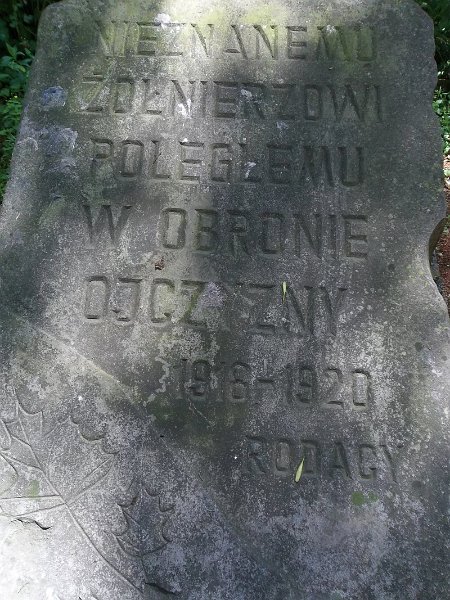 NIEZNANEMU
ŻOŁNIERZOWI
POLEGŁEMU
W OBRONIE
OJCZYZNY
1918-1920
RODACY